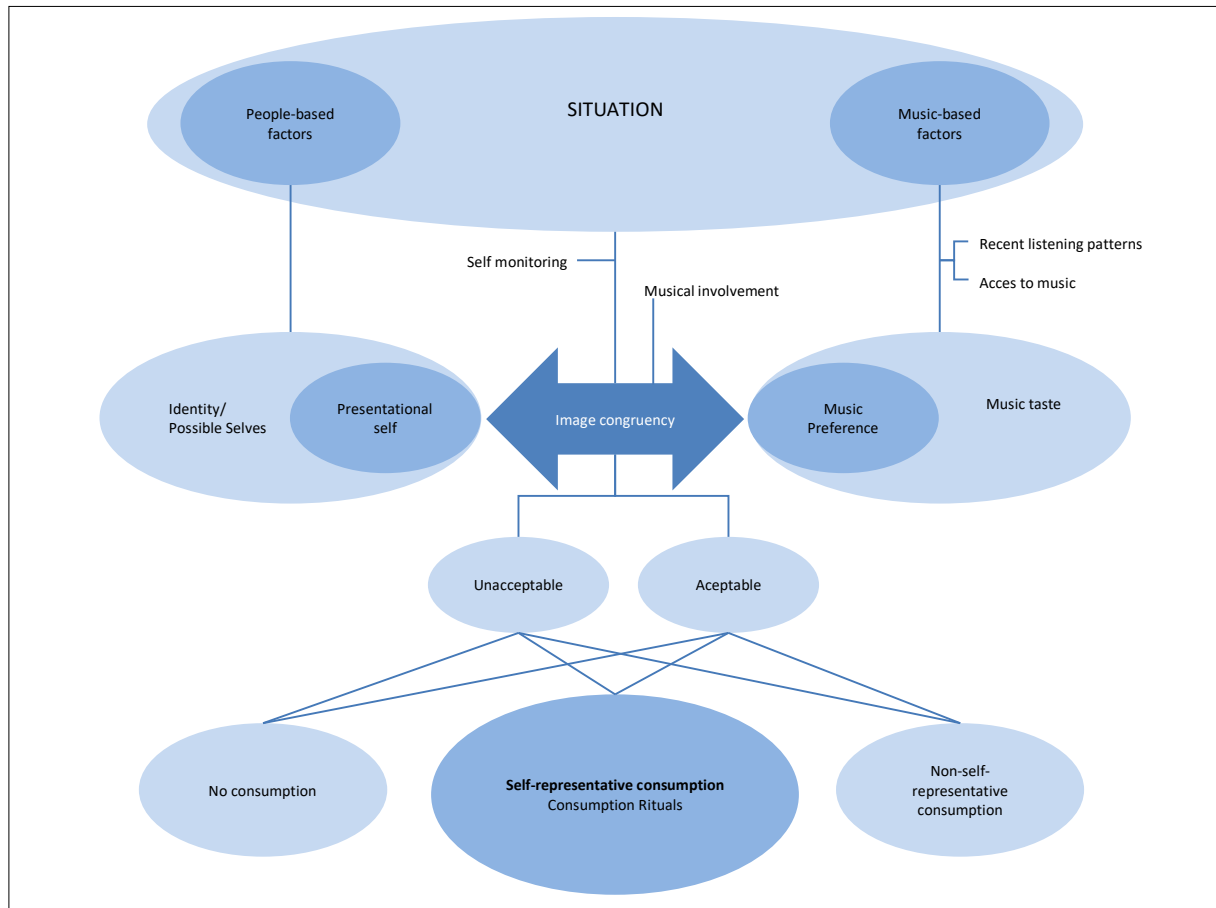 SITUATION
People-based
factors
Music-based
factors
Self monitoring
Recent listening patterns
Acces to music
Musical involvement
Identity/
Possible Selves
Presentational
self
Image congruency
Music
Preference
Music taste
Unacceptable
Aceptable
No consumption
Self-representative consumption
Consumption Rituals
Non-self-
representative
consumption